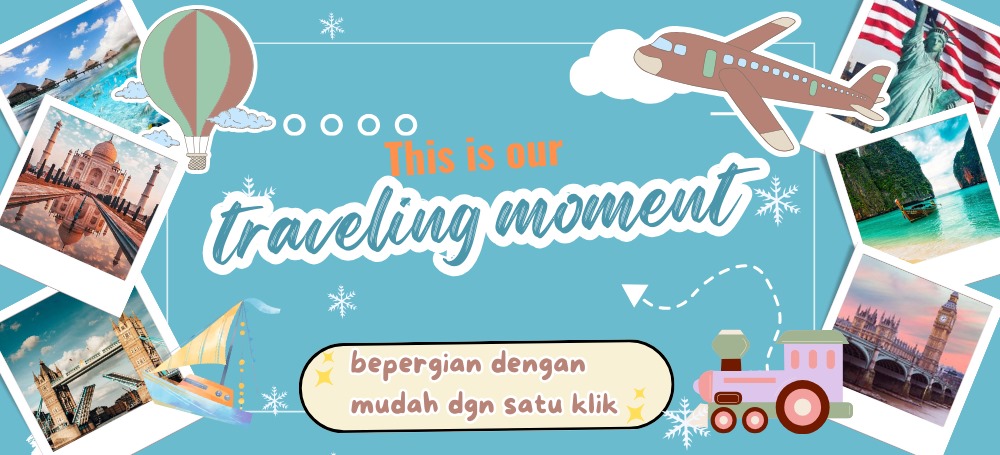 This is our
traveling moment
bepergian dengan
mudah dgn satu klik